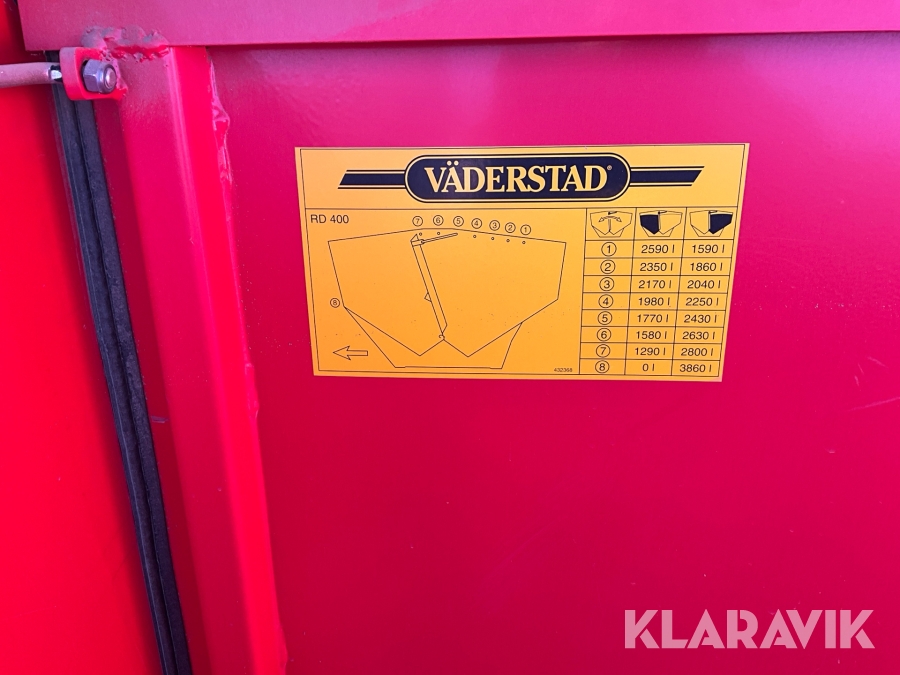 VÄDERSTAD®
RD 400
⑦ ⑥ ⑤ ④ ③ ② ①
⑧
432368
① 2590 l 1590 l
② 2350 l 1860 l
③ 2170 l 2040 l
④ 1980 l 2250 l
⑤ 1770 l 2430 l
⑥ 1580 l 2630 l
⑦ 1290 l 2800 l
⑧ 0 l 3860 l
KLARAVIK